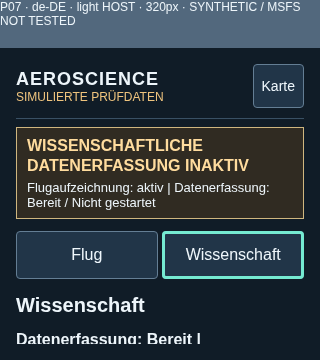 P07 · de-DE · light HOST · 320px · SYNTHETIC / MSFS
NOT TESTED
AEROSCIENCE
SIMULIERTE PRÜFDATEN
Karte
WISSENSCHAFTLICHE
DATENERFASSUNG INAKTIV
Flugaufzeichnung: aktiv | Datenerfassung:
Bereit / Nicht gestartet
Flug
Wissenschaft
Wissenschaft
Datenerfassung: Bereit